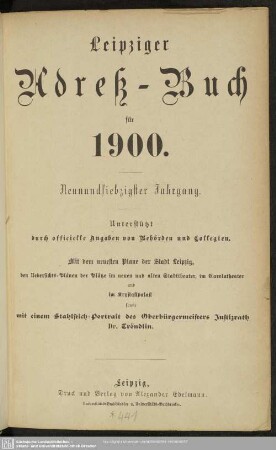 Leipziger
Adreß-Buch
für
1900.
Neunundsiebzigster Jahrgang.
Unterstützt
durch officielle Angaben von Behörden und Collegien.
Mit dem neuesten Plane der Stadt Leipzig,
den Uebersichts-Plänen der Plätze im neuen und alten Stadttheater, im Carolatheater
und
im Krystallpalast
sowie
mit einem Stahlstich-Portrait des Oberbürgermeisters Justizrath
Dr. Tröndlin.
Leipzig.
Druck und Verlag von Alexander Edelmann.